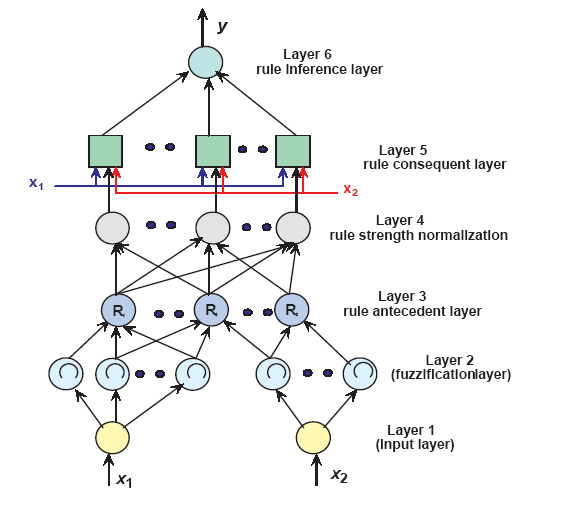 y
Layer 6
rule inference layer
Layer 5
rule consequent layer
x1
x2
Layer 4
rule strength normalization
R
R
R
Layer 3
rule antecedent layer
Layer 2
(fuzzificationlayer)
Layer 1
(Input layer)
x1
x2